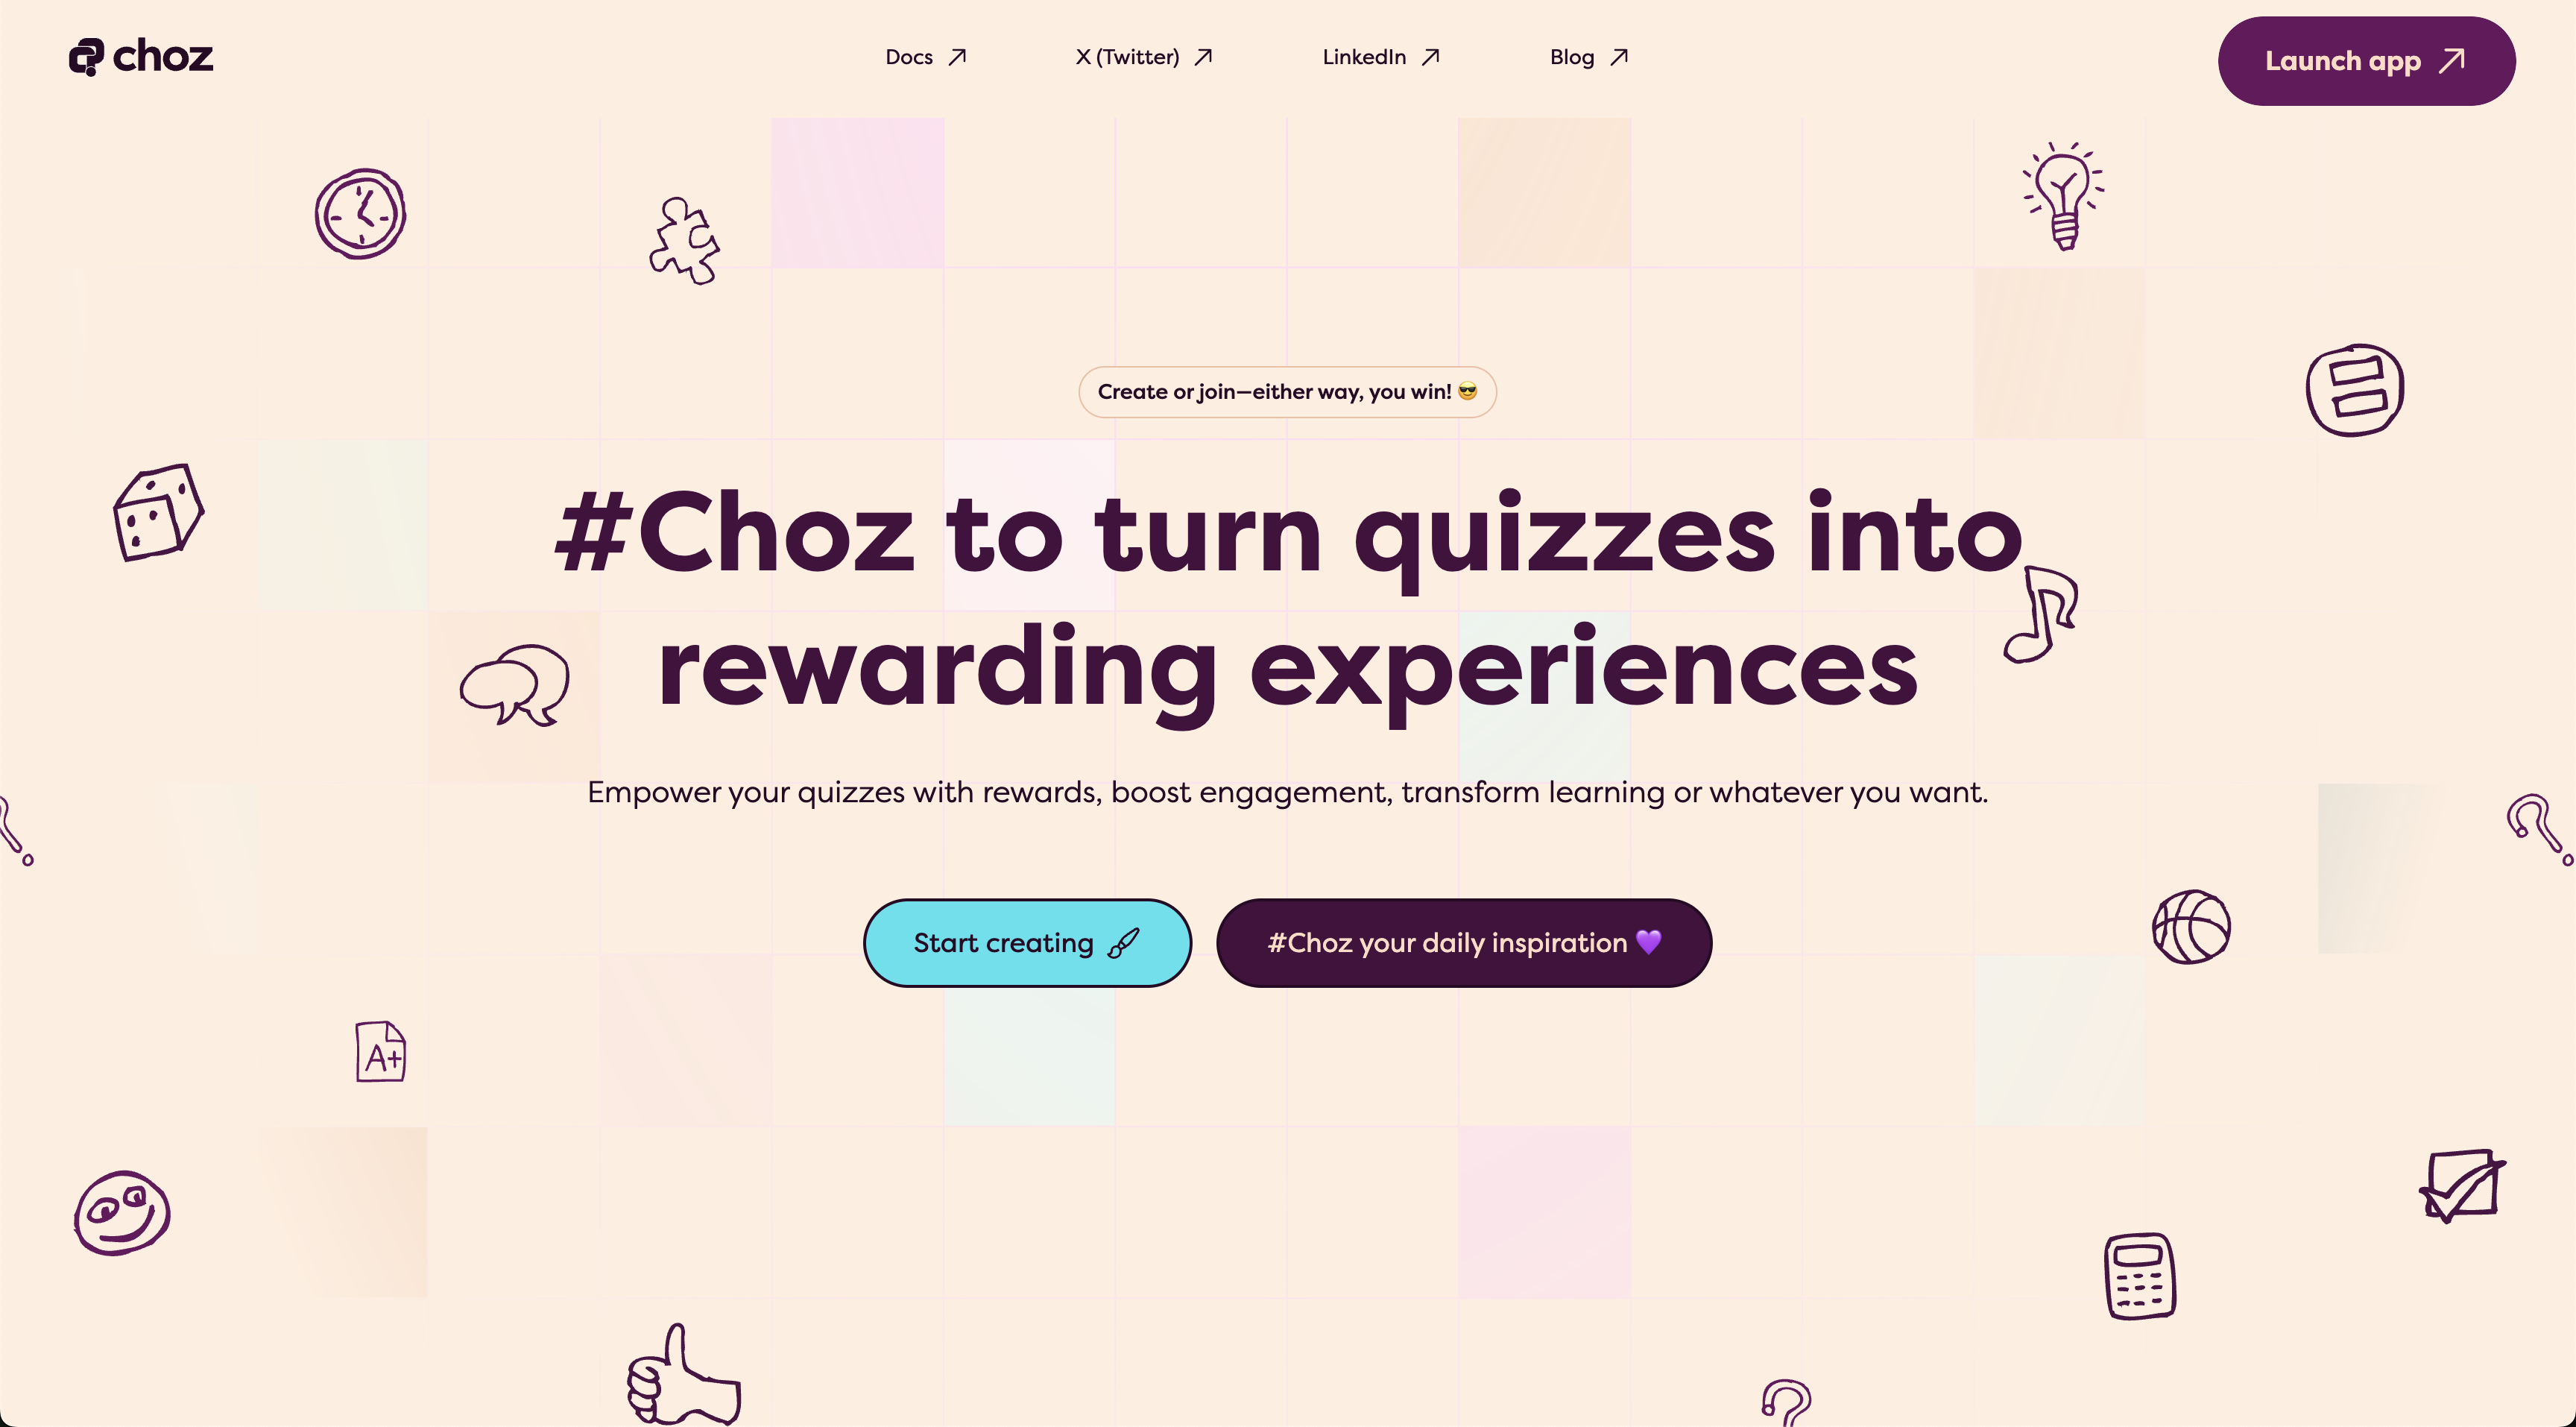 choz
Docs
X (Twitter)
LinkedIn
Blog
Launch app
Create or join—either way, you win! 😎
#Choz to turn quizzes into
rewarding experiences
Empower your quizzes with rewards, boost engagement, transform learning or whatever you want.
Start creating
#Choz your daily inspiration 💜
A+